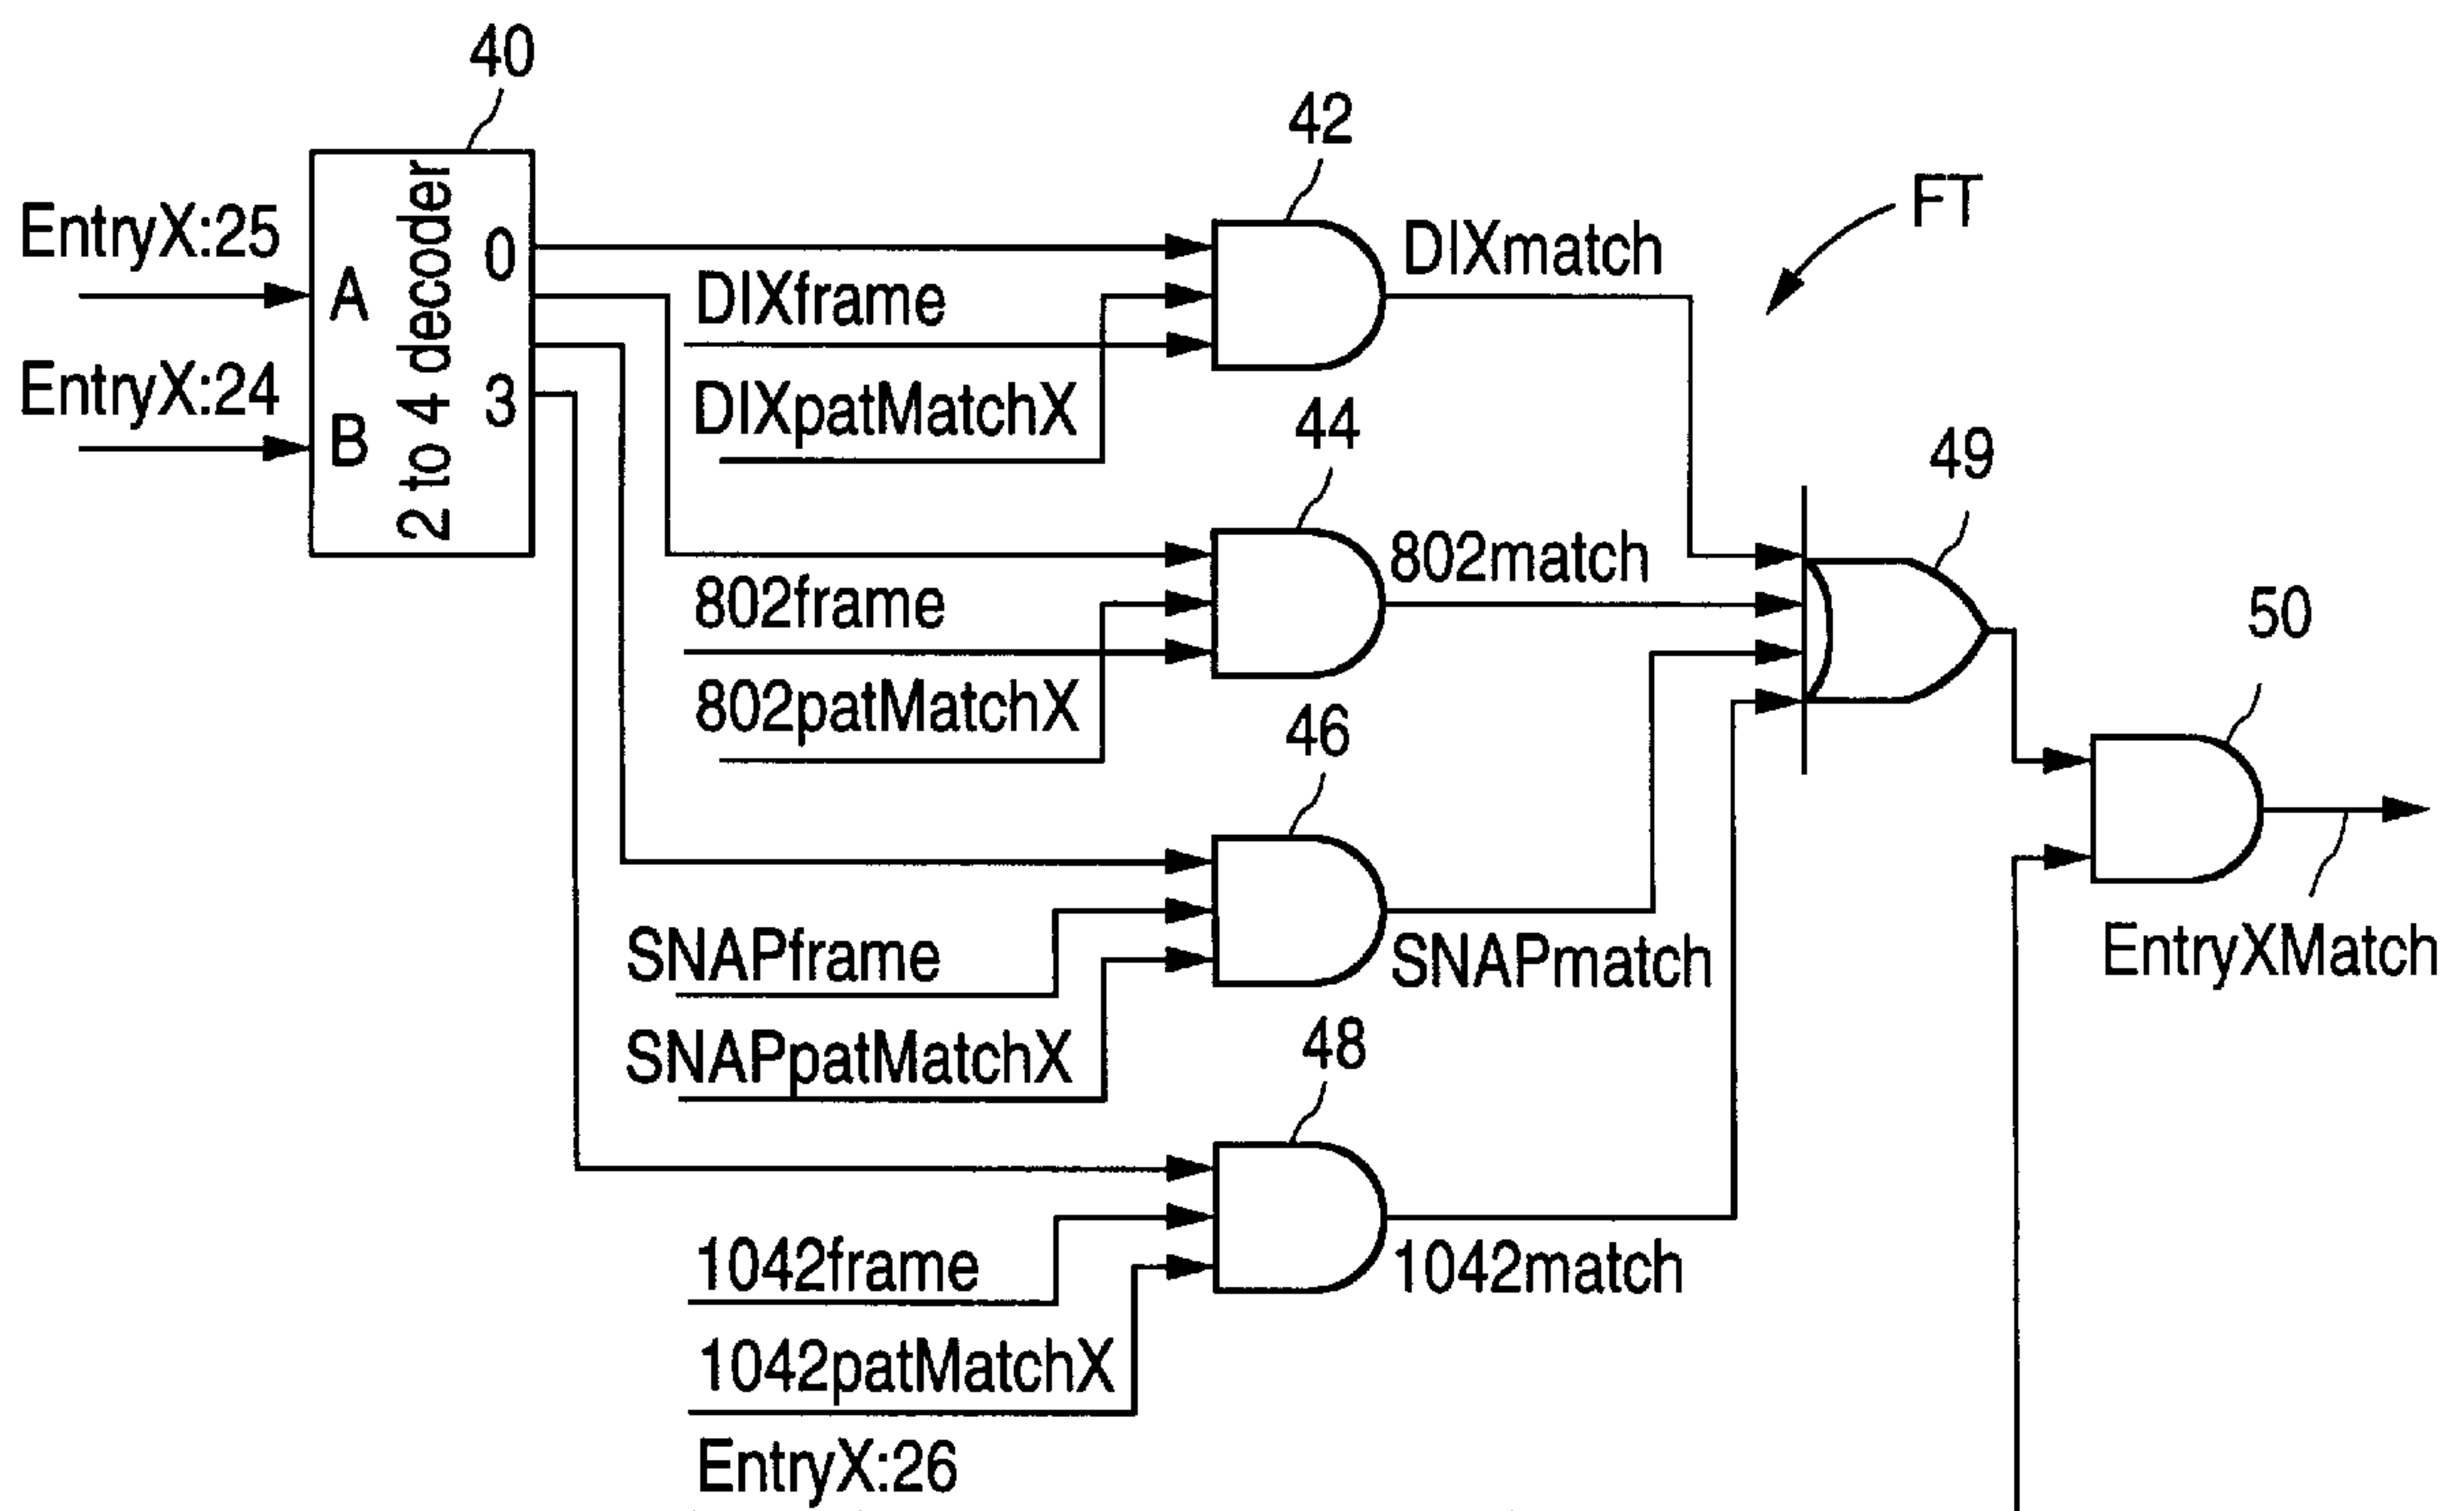 40
42
FT
EntryX:25
A
0
DIXmatch
DIXframe
2 to 4 decoder
EntryX:24
B
3
DIXpatMatchX
44
49
802match
802frame
50
802patMatchX
46
SNAPframe
SNAPmatch
EntryXMatch
SNAPpatMatchX
48
1042frame
1042match
1042patMatchX
EntryX:26